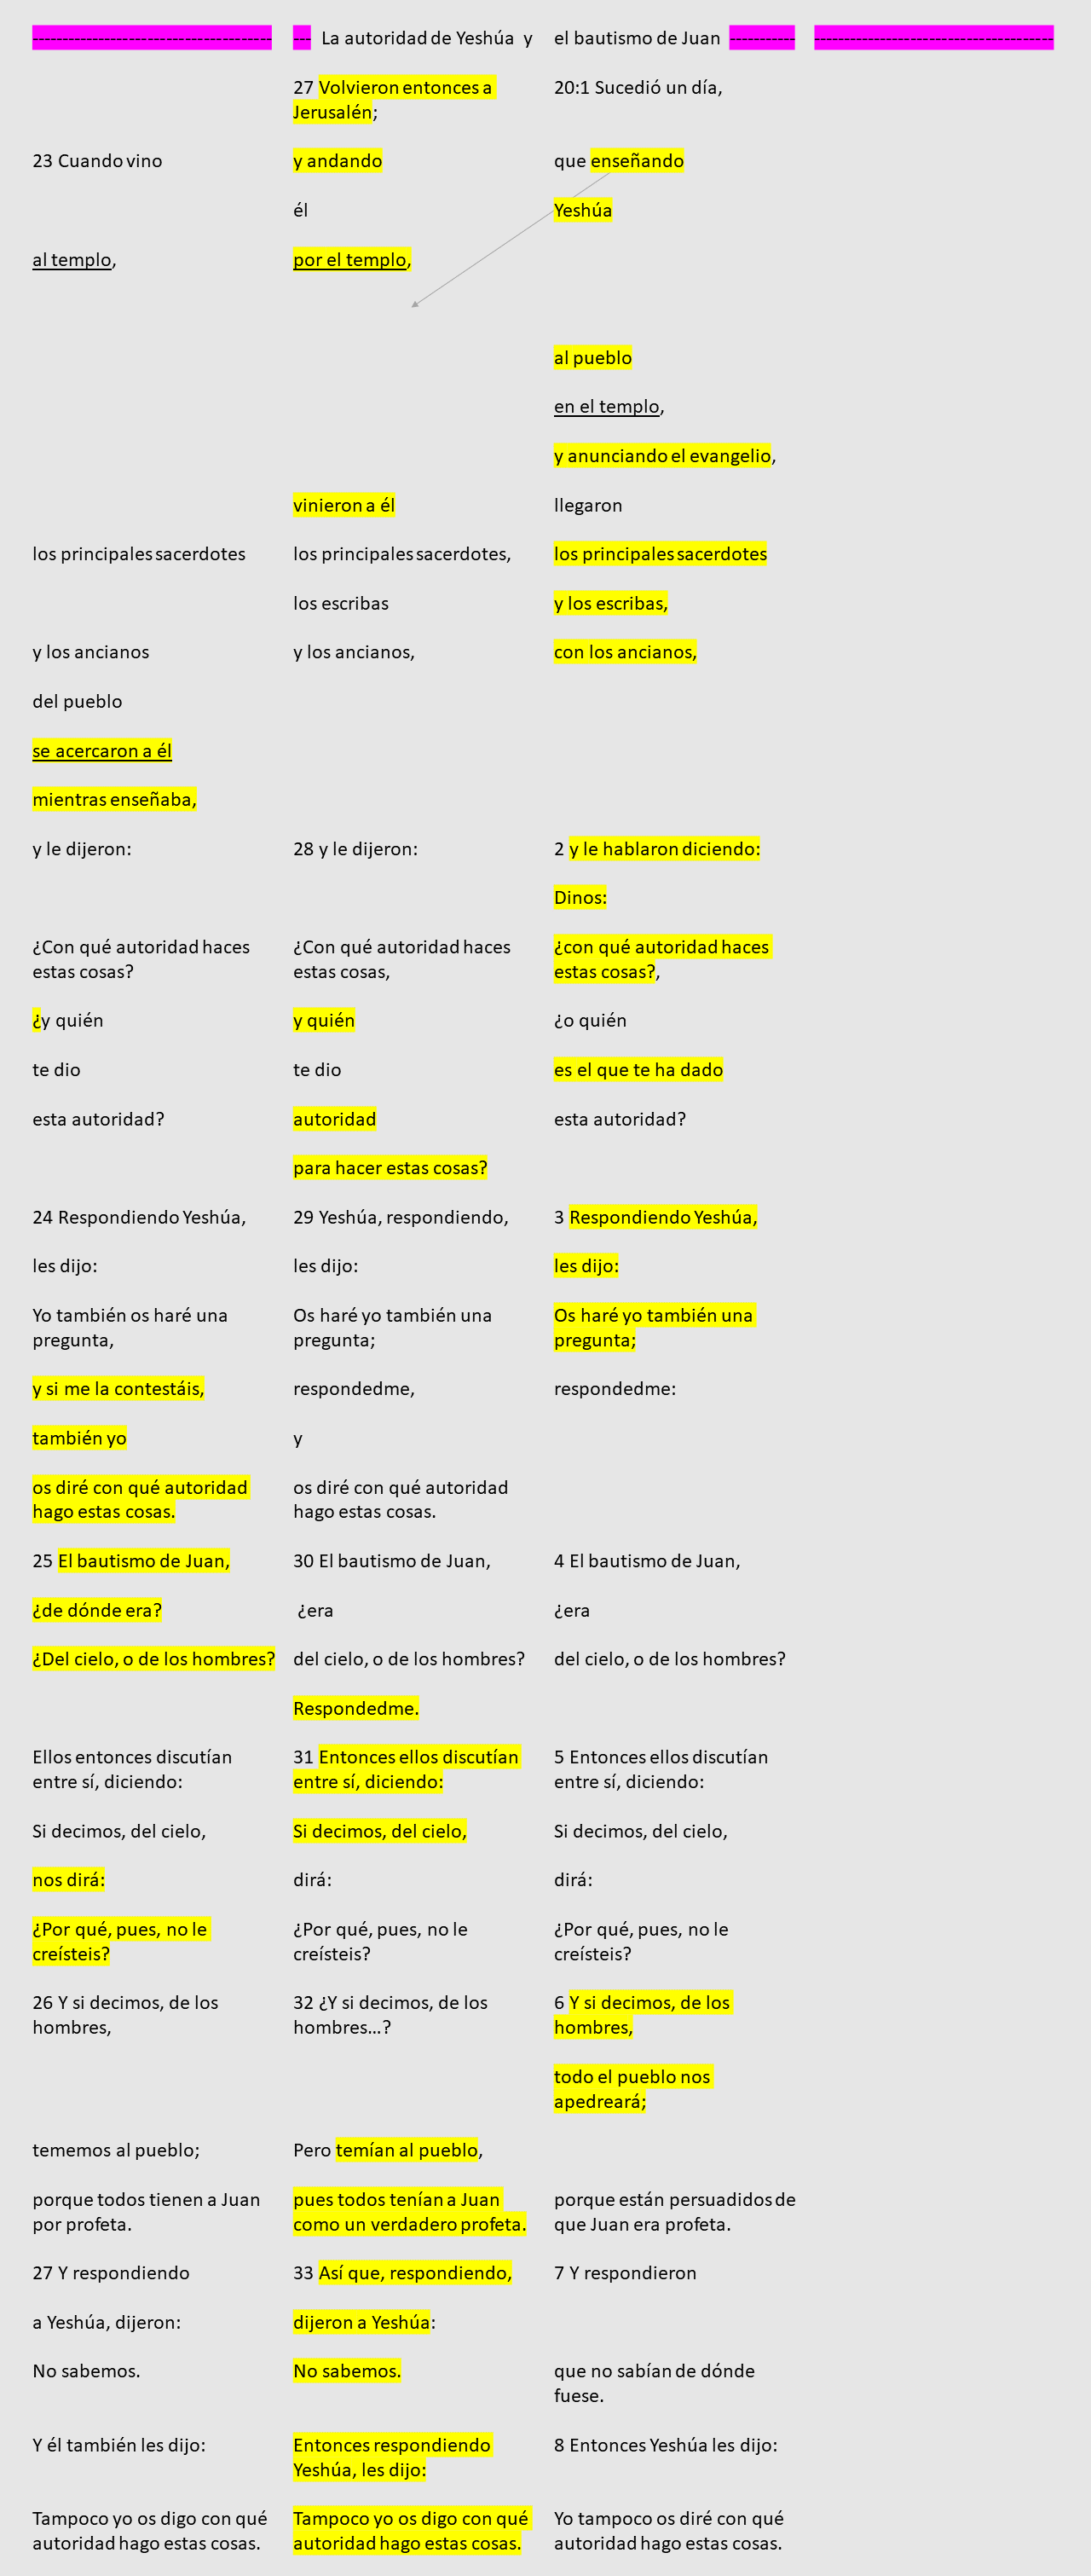 La autoridad de Yeshúa y el bautismo de Juan
27 Volvieron entonces a 20:1 Sucedió un día,
Jerusalén;
23 Cuando vino y andando que enseñando
él Yeshúa
al templo, por el templo,
al pueblo
en el templo,
y anunciando el evangelio,
vinieron a él llegaron
los principales sacerdotes los principales sacerdotes, los principales sacerdotes
los escribas y los escribas,
y los ancianos y los ancianos, con los ancianos,
del pueblo
se acercaron a él
mientras enseñaba,
y le dijeron: 28 y le dijeron: 2 y le hablaron diciendo:
Dinos:
¿Con qué autoridad haces ¿Con qué autoridad haces ¿con qué autoridad haces
estas cosas? estas cosas, estas cosas?,
¿y quién y quién ¿o quién
te dio te dio es el que te ha dado
esta autoridad? autoridad esta autoridad?
para hacer estas cosas?
24 Respondiendo Yeshúa, 29 Yeshúa, respondiendo, 3 Respondiendo Yeshúa,
les dijo: les dijo: les dijo:
Yo también os haré una Os haré yo también una Os haré yo también una
pregunta, pregunta; pregunta;
y si me la contestáis, respondedme, respondedme:
también yo y
os diré con qué autoridad os diré con qué autoridad
hago estas cosas. hago estas cosas.
25 El bautismo de Juan, 30 El bautismo de Juan, 4 El bautismo de Juan,
¿de dónde era? ¿era ¿era
¿Del cielo, o de los hombres? del cielo, o de los hombres? del cielo, o de los hombres?
Respondedme.
Ellos entonces discutían 31 Entonces ellos discutían 5 Entonces ellos discutían
entre sí, diciendo: entre sí, diciendo: entre sí, diciendo:
Si decimos, del cielo, Si decimos, del cielo, Si decimos, del cielo,
nos dirá: dirá: dirá:
¿Por qué, pues, no le ¿Por qué, pues, no le ¿Por qué, pues, no le
creísteis? creísteis? creísteis?
26 Y si decimos, de los 32 ¿Y si decimos, de los 6 Y si decimos, de los
hombres, hombres...? hombres,
todo el pueblo nos
apedreará;
tememos al pueblo; Pero temían al pueblo,
porque todos tienen a Juan pues todos tenían a Juan porque están persuadidos de
por profeta. como un verdadero profeta. que Juan era profeta.
27 Y respondiendo 33 Así que, respondiendo, 7 Y respondieron
a Yeshúa, dijeron: dijeron a Yeshúa:
No sabemos. No sabemos. que no sabían de dónde
fuese.
Y él también les dijo: Entonces respondiendo 8 Entonces Yeshúa les dijo:
Yeshúa, les dijo:
Tampoco yo os digo con qué Tampoco yo os digo con qué Yo tampoco os diré con qué
autoridad hago estas cosas. autoridad hago estas cosas. autoridad hago estas cosas.